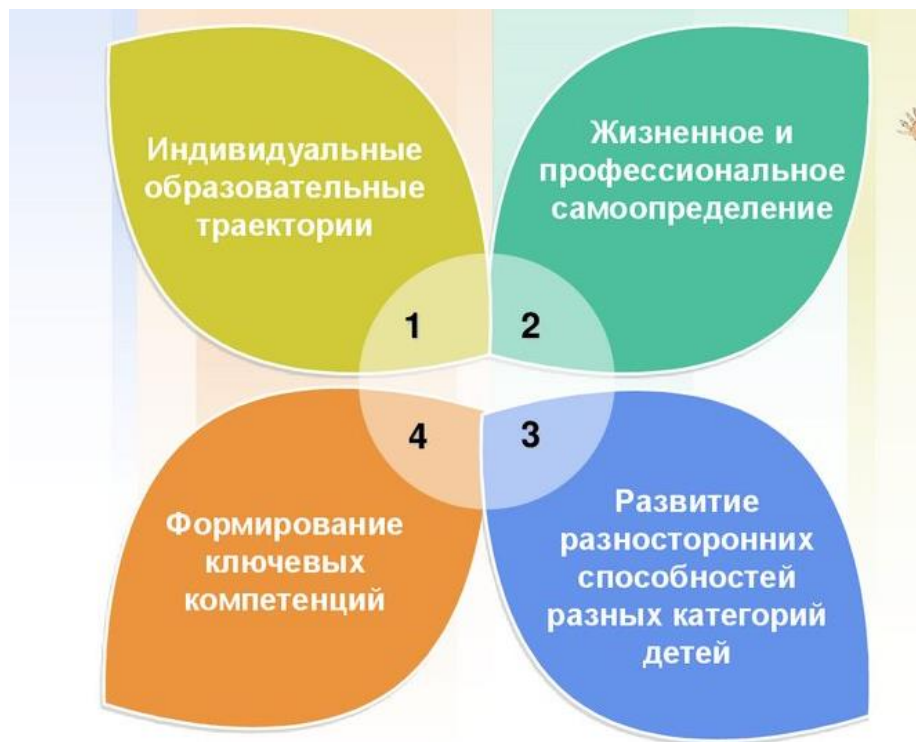 Индивидуальные
образовательные
траектории
1
Жизненное и
профессиональное
самоопределение
2
3
Развитие
разносторонних
способностей
разных категорий
детей
4
Формирование
ключевых
компетенций